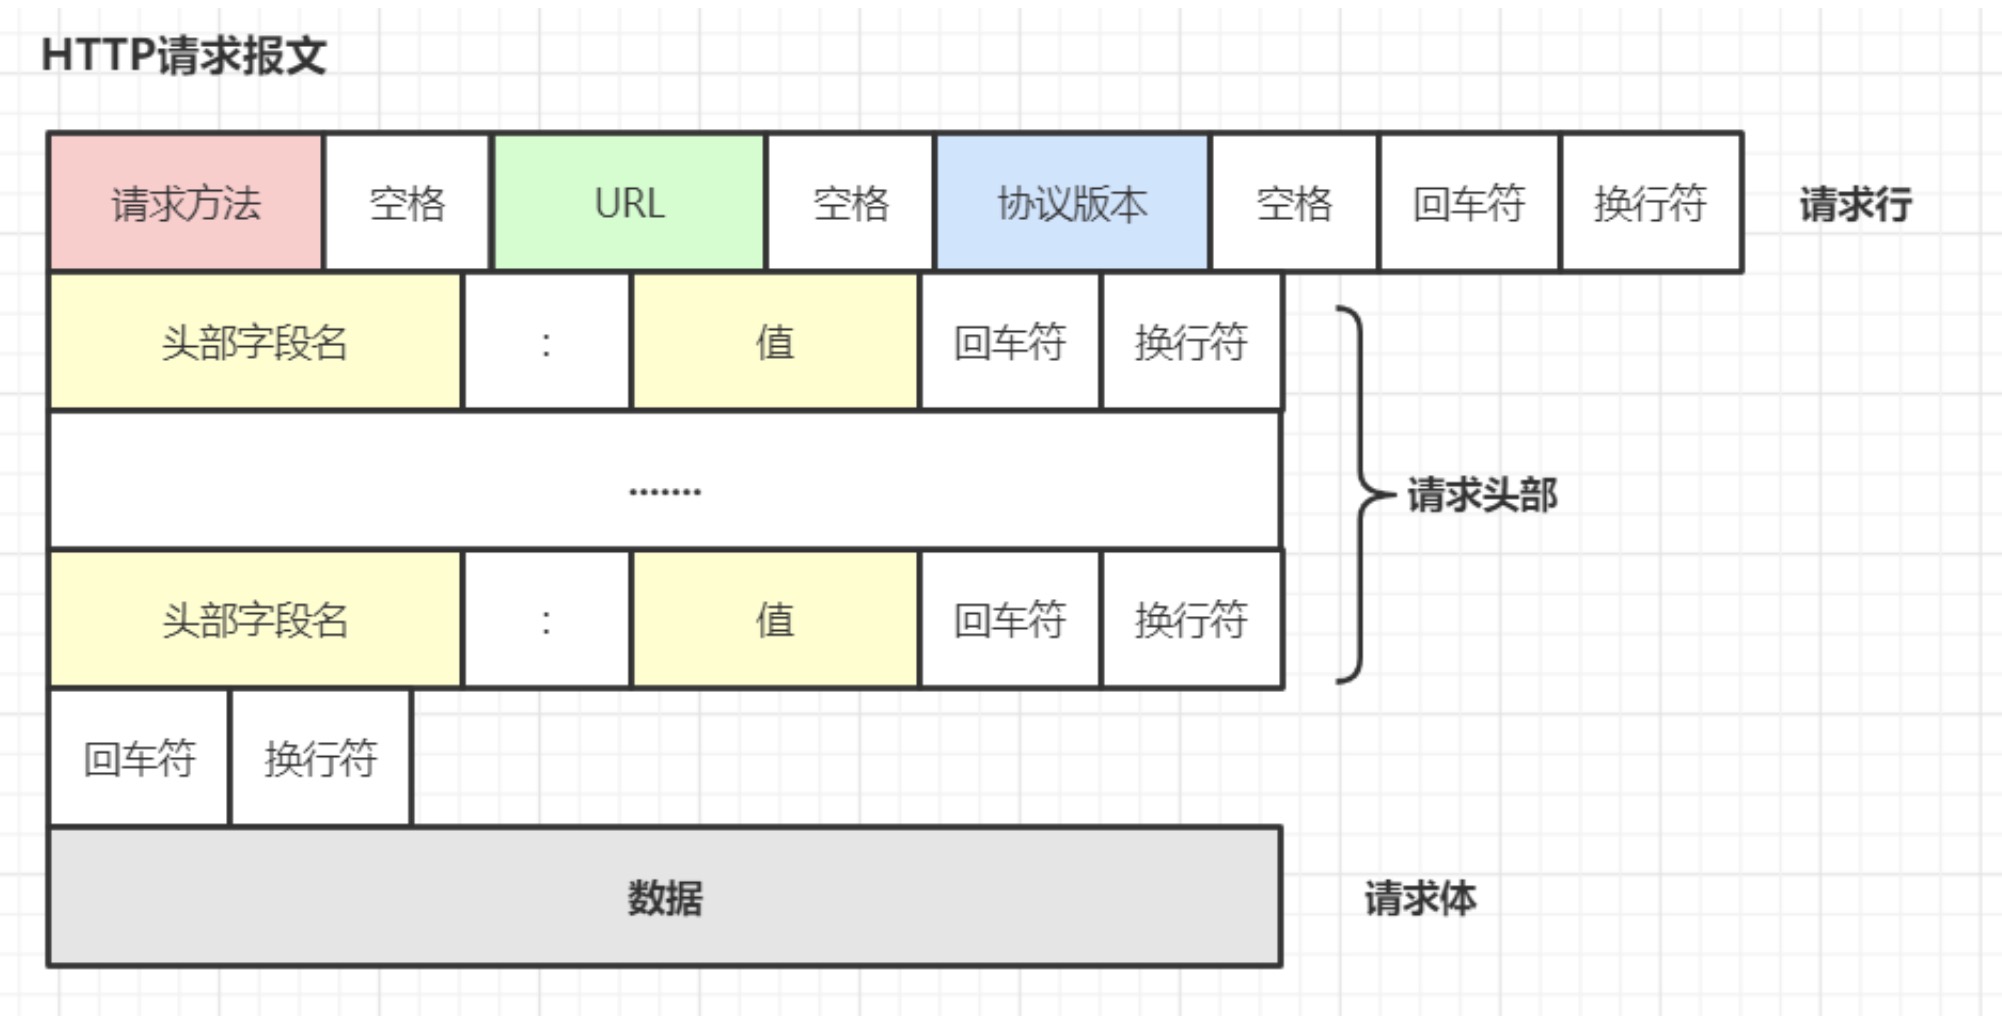 HTTP请求报文
请求方法 空格 URL 空格 协议版本 空格 回车符 换行符 请求行
头部字段名 : 值 回车符 换行符
.......
请求头部
头部字段名 : 值 回车符 换行符
回车符 换行符
数据 请求体